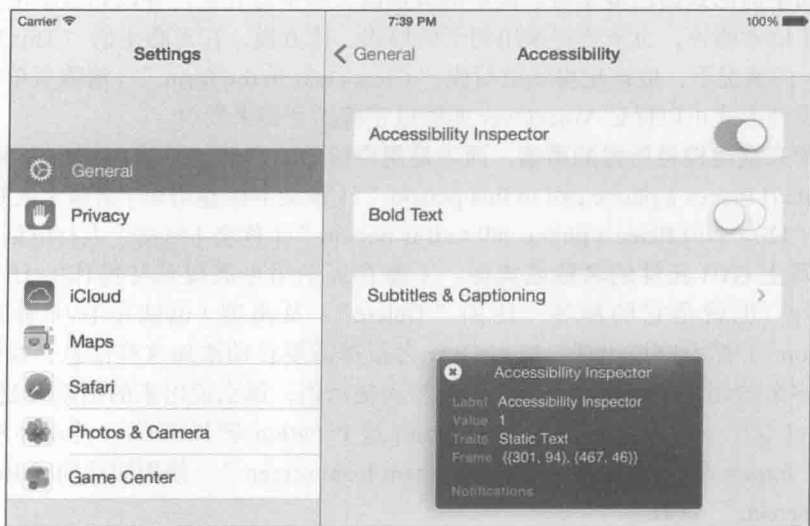 Carrier 7:39 PM 100%
Settings
General Accessibility
Accessibility Inspector
General
Privacy
Bold Text
iCloud
Subtitles & Captioning
Maps
Safari
Photos & Camera
Game Center
Accessibility Inspector
Label Accessibility Inspector
Value 1
Traits Static Text
Frame {{301, 94}, {467, 46}}
Notifications